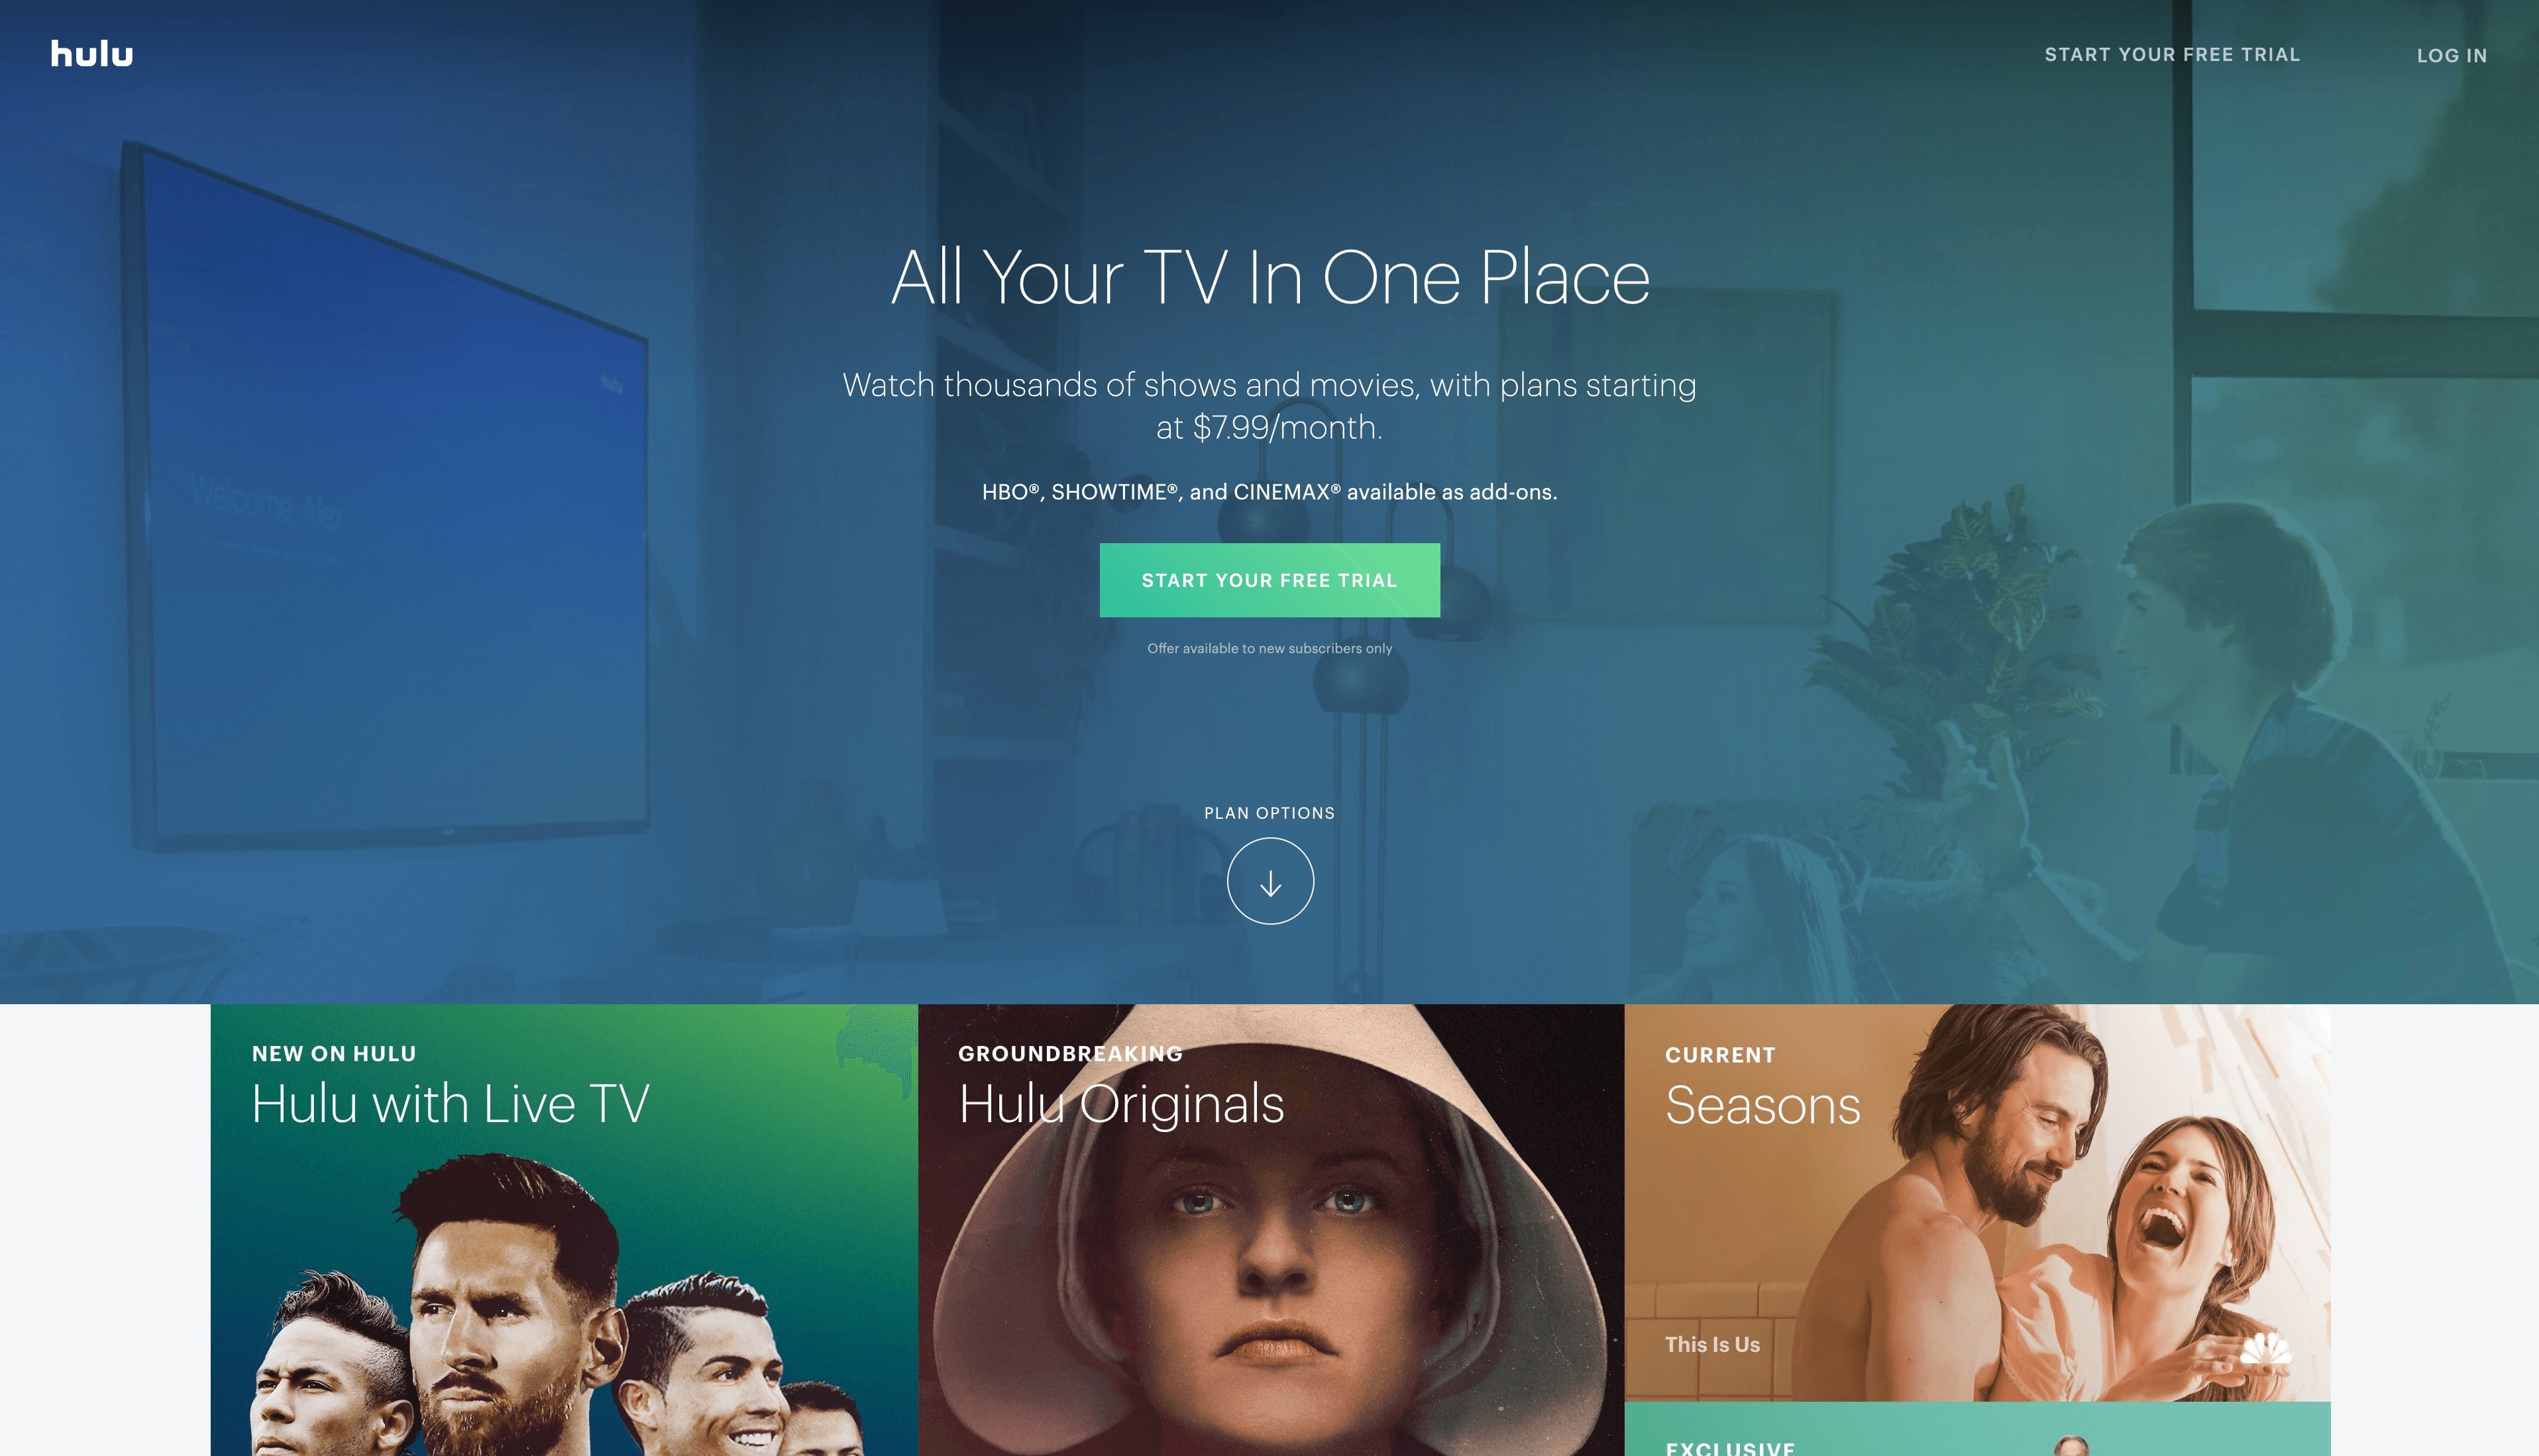 hulu
START YOUR FREE TRIAL
LOG IN
All Your TV In One Place
Watch thousands of shows and movies, with plans starting
at $7.99/month.
hulu
Welcome, Alex
HBO®, SHOWTIME®, and CINEMAX® available as add-ons.
START YOUR FREE TRIAL
Offer available to new subscribers only
PLAN OPTIONS
NEW ON HULU
Hulu with Live TV
GROUNDBREAKING
Hulu Originals
CURRENT
Seasons
This Is Us
EXCLUSIVE